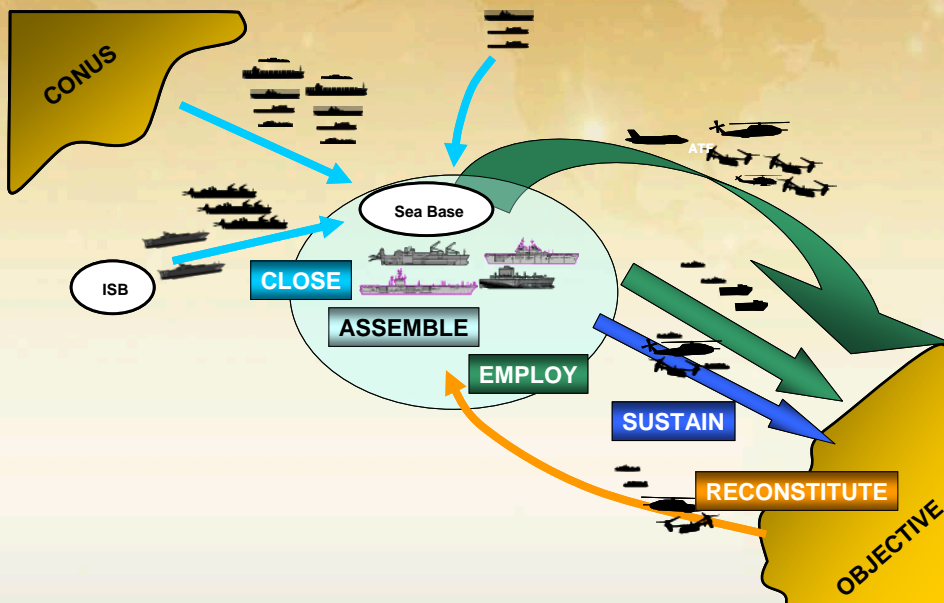 CONUS
ATF
Sea Base
CLOSE
ISB
ASSEMBLE
EMPLOY
SUSTAIN
RECONSTITUTE
OBJECTIVE